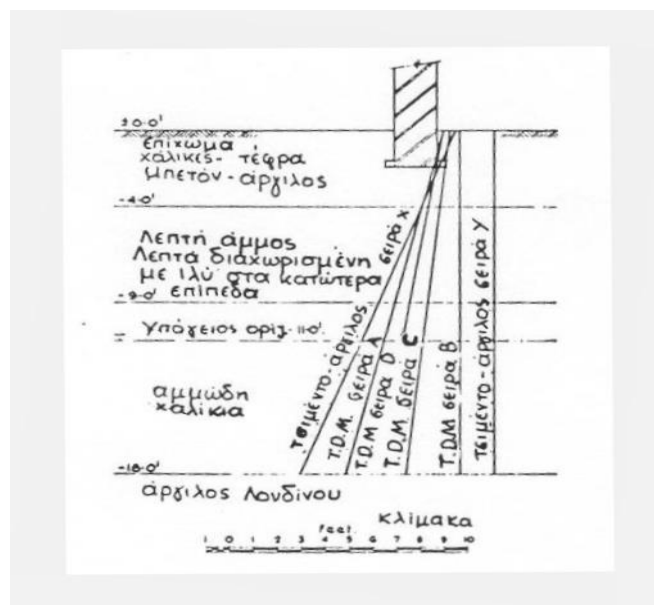 ±0·0'
επίχωμα
χάλικες- τέφρα
μπετόν-άργιλος
-4·0'
Λεπτή άμμος
Λεπτά διαχωρισμένη
με ιλύ στα κατώτερα
-9·0' επίπεδα
Υπόγειος ορίζ. 11·0'.
αμμώδη
χαλίκια
-18·0'
άργιλος Λονδίνου
τσιμέντο-άργιλος σειρά χ
T.D.M. σειρά A
T.D.M σειρά D
T.D.M σειρά C
T.D.M σειρά B
τσιμέντο-άργιλος σειρά Y
κλίμακα
feet.
1 0 1 2 3 4 5 6 7 8 9 10